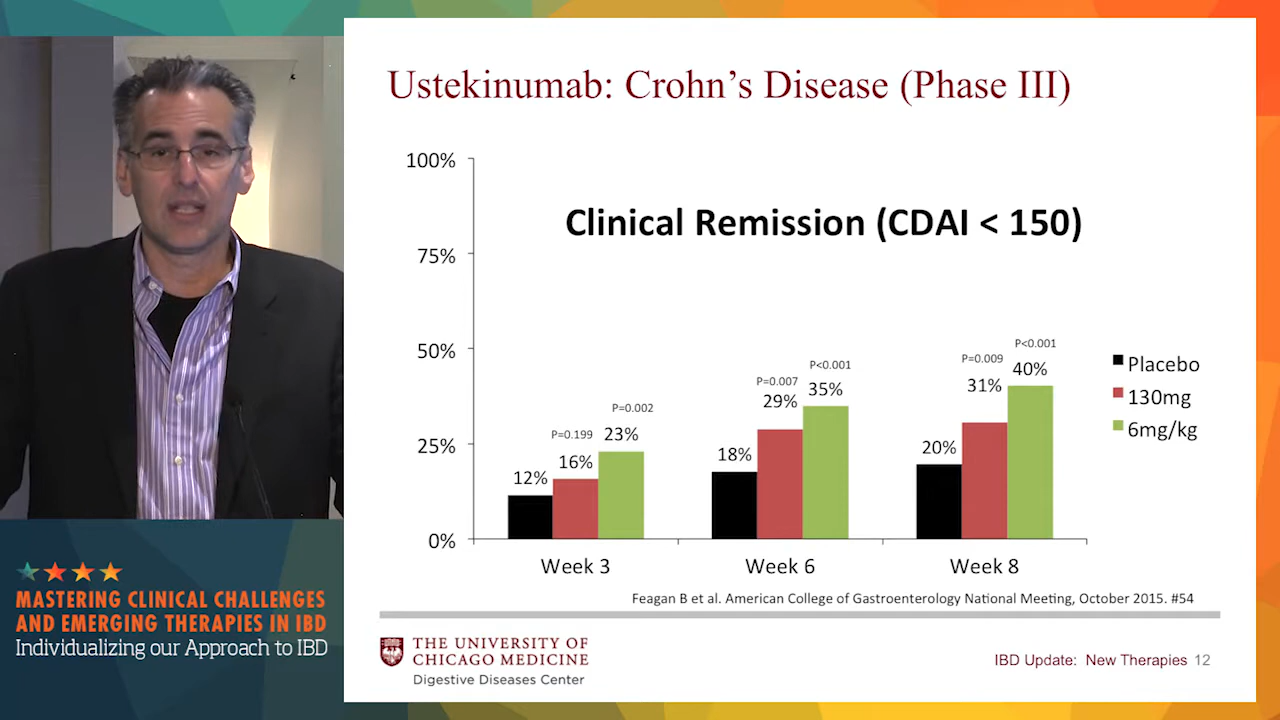 Ustekinumab: Crohn's Disease (Phase III)
Clinical Remission (CDAI < 150)
100%
75%
50%
25%
0%
12%
P=0.199
16%
P=0.002
23%
18%
P=0.007
29%
P<0.001
35%
20%
P=0.009
31%
P<0.001
40%
Week 3
Week 6
Week 8
Placebo
130mg
6mg/kg
Feagan B et al. American College of Gastroenterology National Meeting, October 2015. #54
THE UNIVERSITY OF
CHICAGO MEDICINE
Digestive Diseases Center
IBD Update: New Therapies 12
MASTERING CLINICAL CHALLENGES
AND EMERGING THERAPIES IN IBD
Individualizing our Approach to IBD